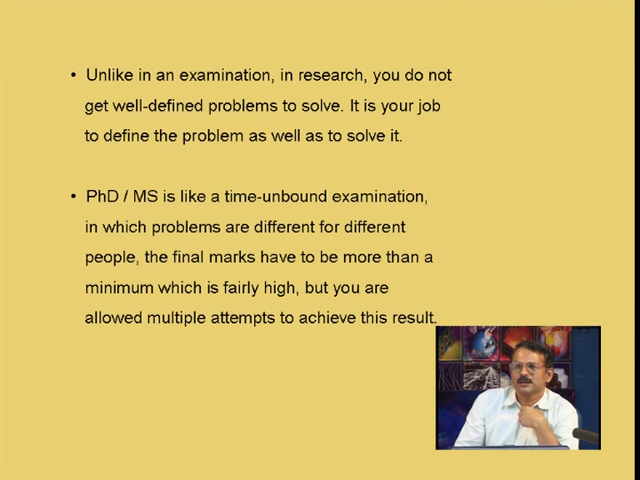 • Unlike in an examination, in research, you do not
get well-defined problems to solve. It is your job
to define the problem as well as to solve it.
• PhD / MS is like a time-unbound examination,
in which problems are different for different
people, the final marks have to be more than a
minimum which is fairly high, but you are
allowed multiple attempts to achieve this result.